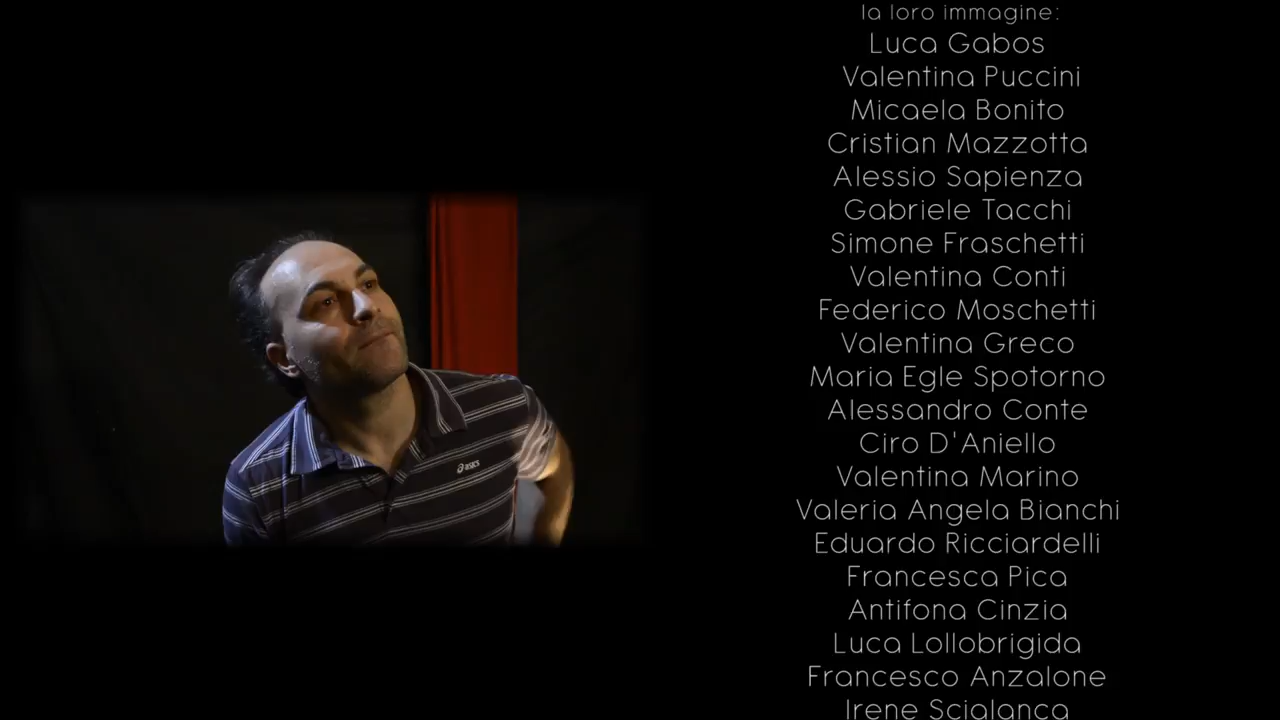 la loro immagine:
Luca Gabos
Valentina Puccini
Micaela Bonito
Cristian Mazzotta
Alessio Sapienza
Gabriele Tacchi
Simone Fraschetti
Valentina Conti
Federico Moschetti
Valentina Greco
Maria Egle Spotorno
Alessandro Conte
Ciro D'Aniello
Valentina Marino
Valeria Angela Bianchi
Eduardo Ricciardelli
Francesca Pica
Antifona Cinzia
Luca Lollobrigida
Francesco Anzalone
Irene Scialanca
asics